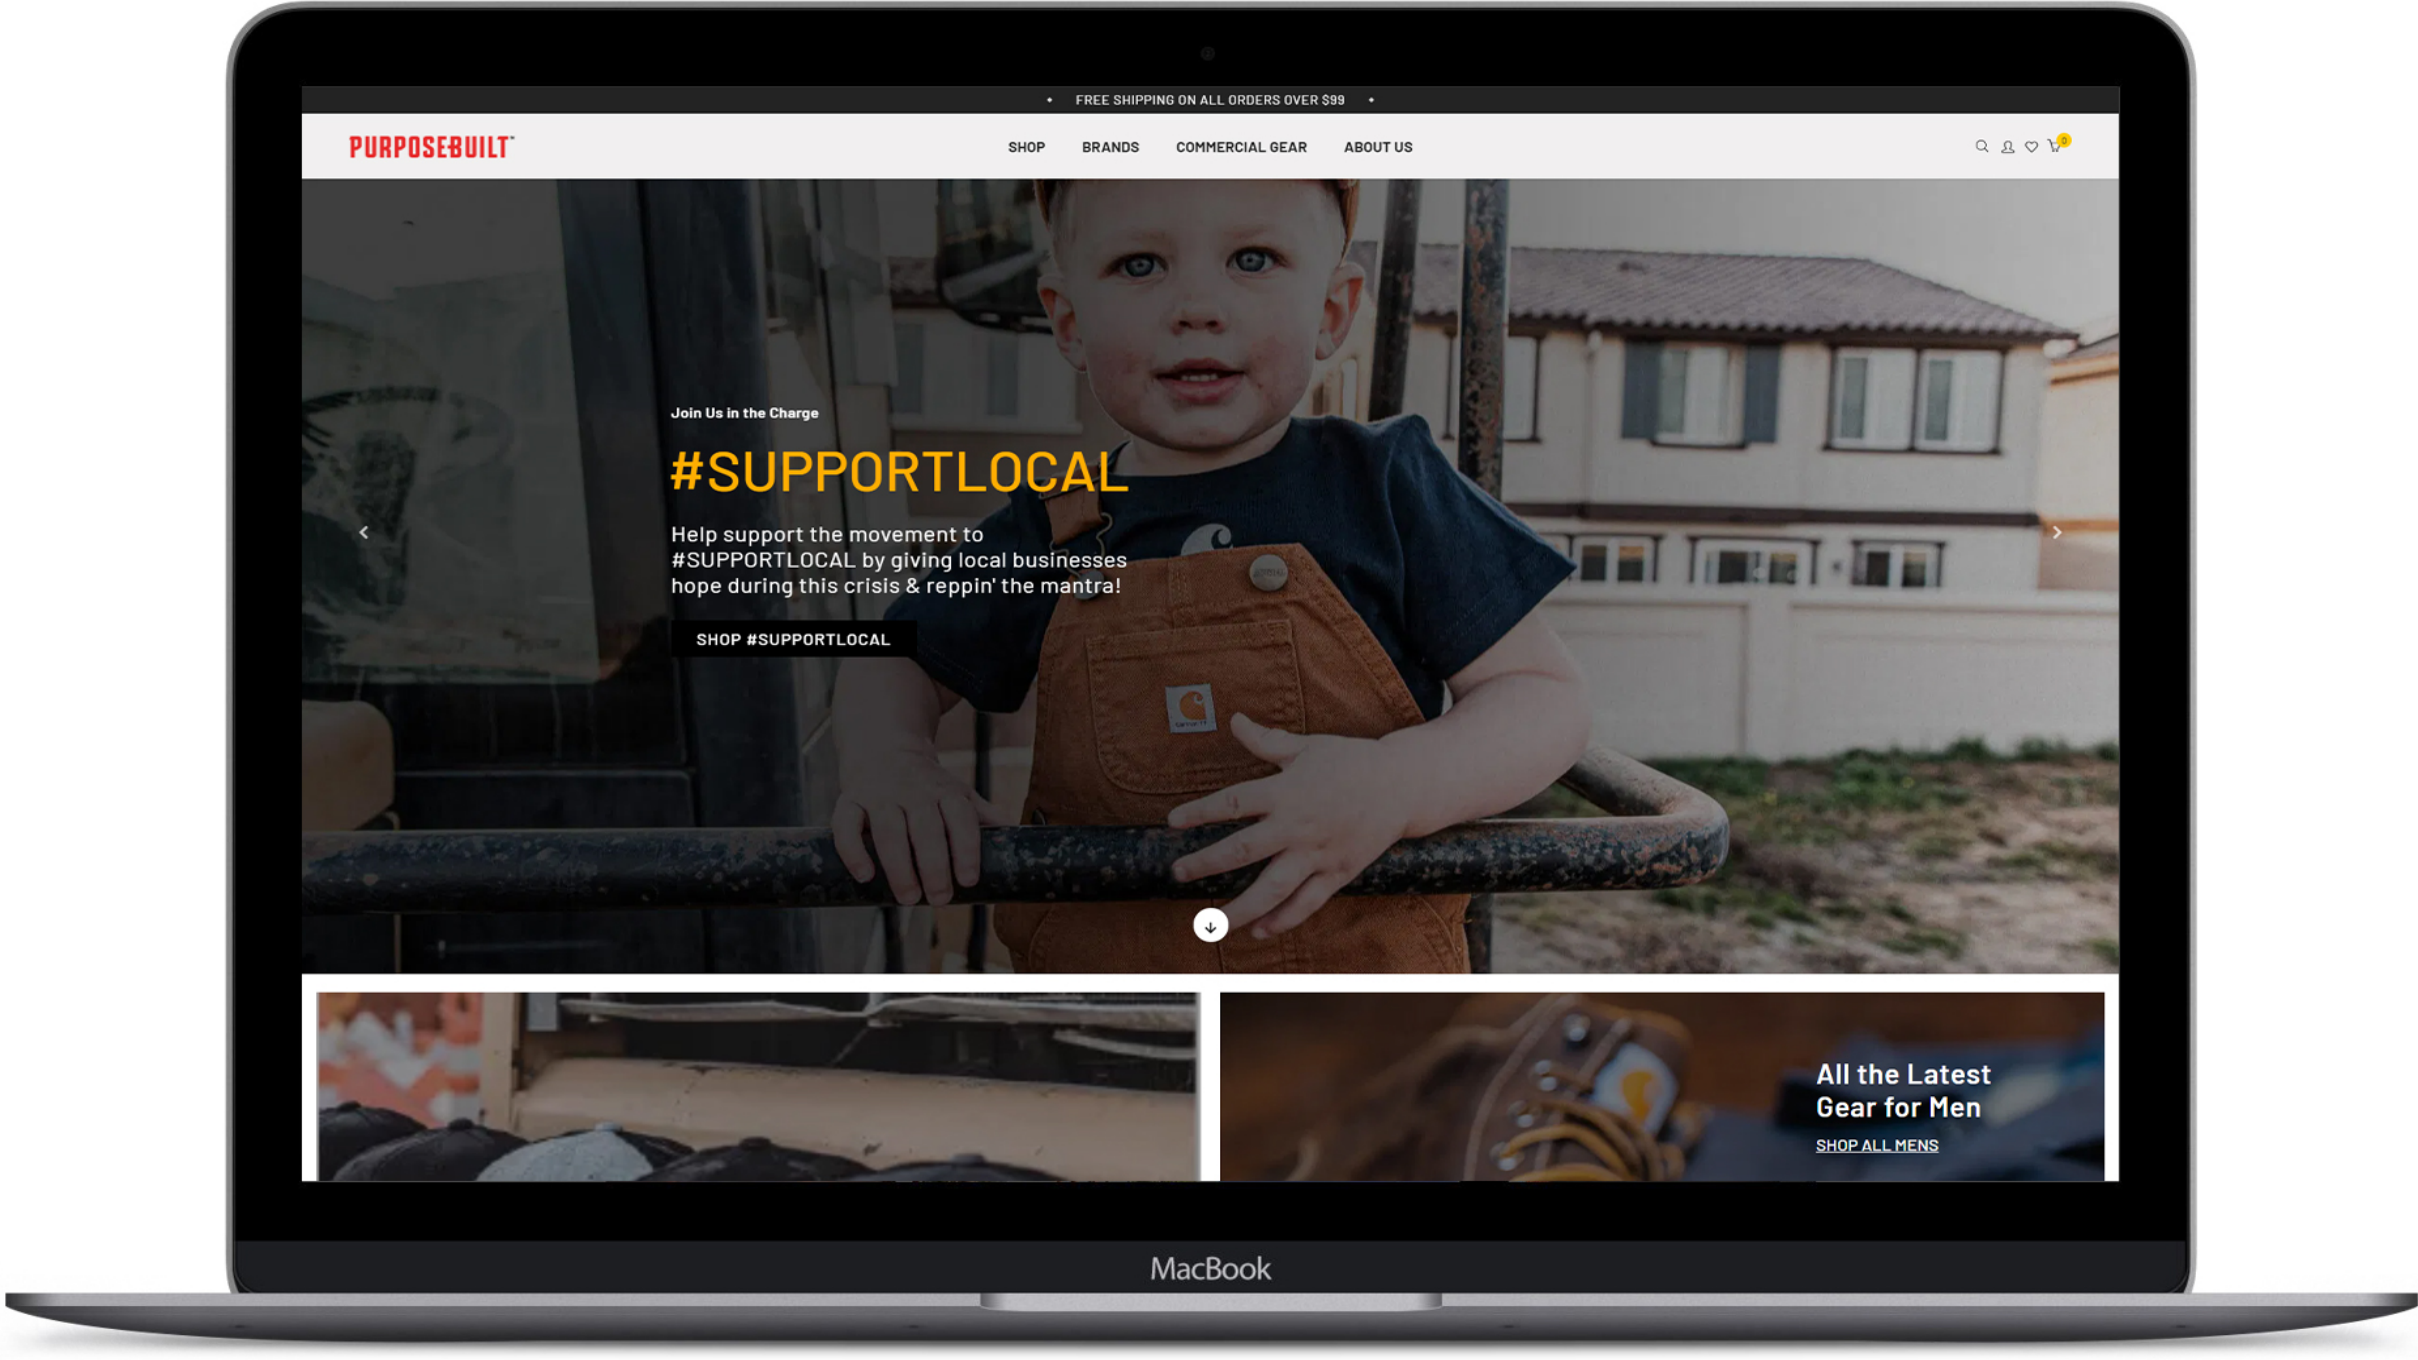 FREE SHIPPING ON ALL ORDERS OVER $99
PURPOSEBUILT™
SHOP BRANDS COMMERCIAL GEAR ABOUT US
0
Join Us in the Charge
#SUPPORTLOCAL
Help support the movement to
#SUPPORTLOCAL by giving local businesses
hope during this crisis & reppin' the mantra!
SHOP #SUPPORTLOCAL
All the Latest
Gear for Men
SHOP ALL MENS
MacBook